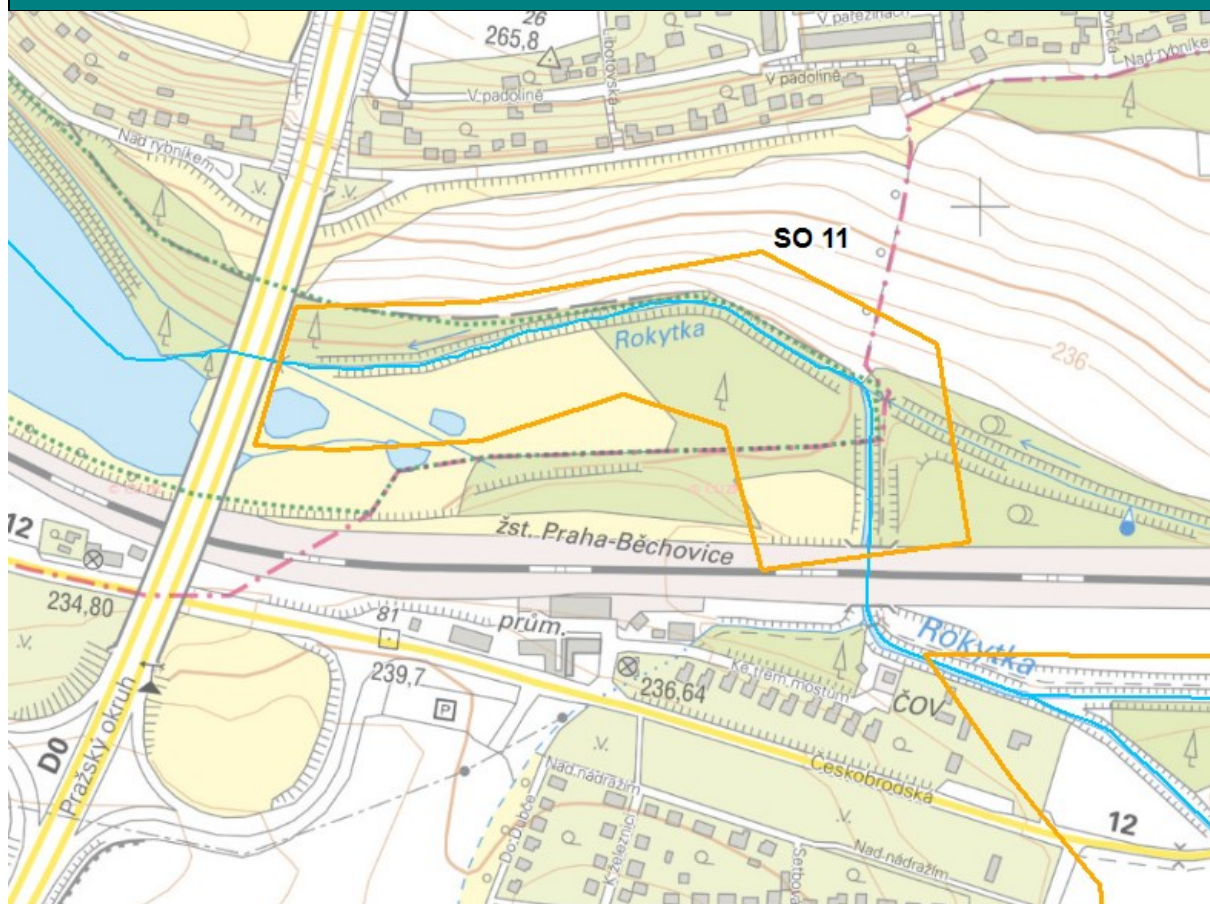 26
265,8
Libotovská
V pařezinách
V padolině
V padolině
Nad rybníkem
Nad rybníkem
V.
V.
SO 11
Rokytka
236
12
žst. Praha-Běchovice
234,80
81
prům.
239,7
236,64
Ke třem mostům
Rokytka
ČOV
V.
P
D0
Pražský okruh
V.
Českobrodská
Nad nádražím
12
V.
Nad nádražím
Do Dubče
K železnici